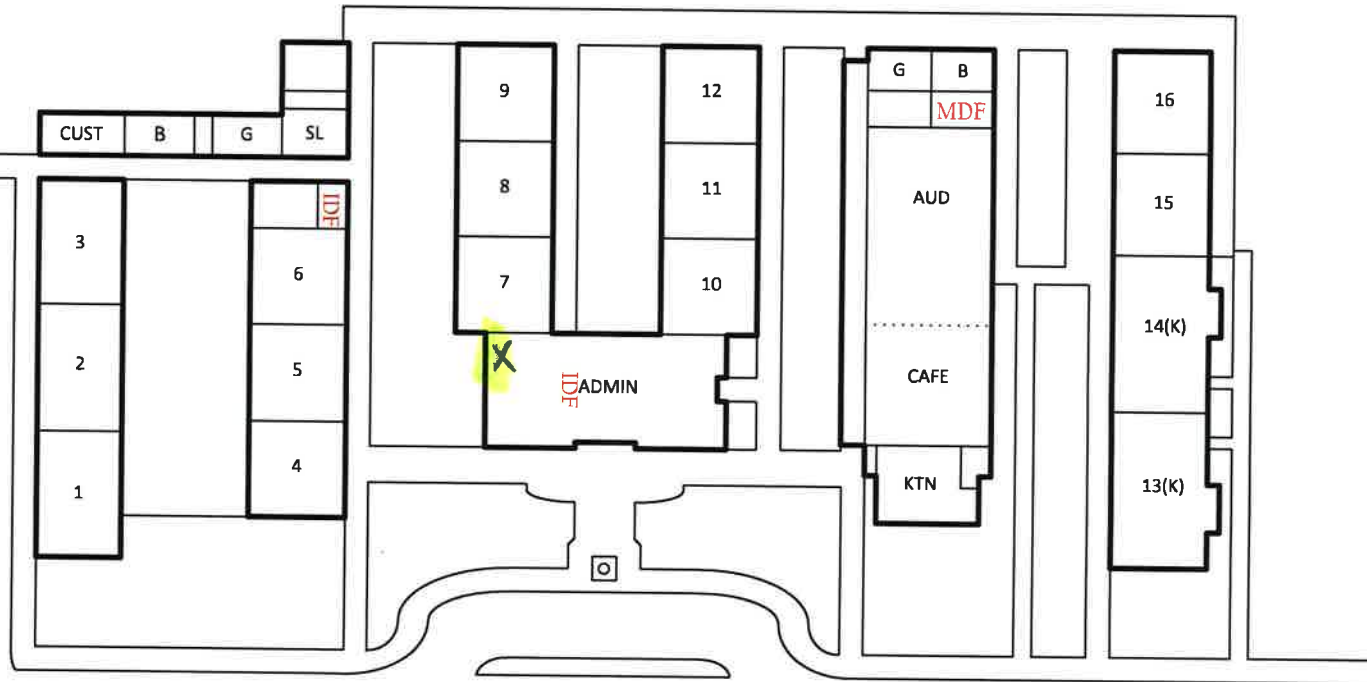 9
12
G B
16
CUST B G SL
MDF
8
11
AUD
15
IDF
3
6
7
10
14(K)
2
5
X
IDF
ADMIN
CAFE
4
1
KTN
13(K)